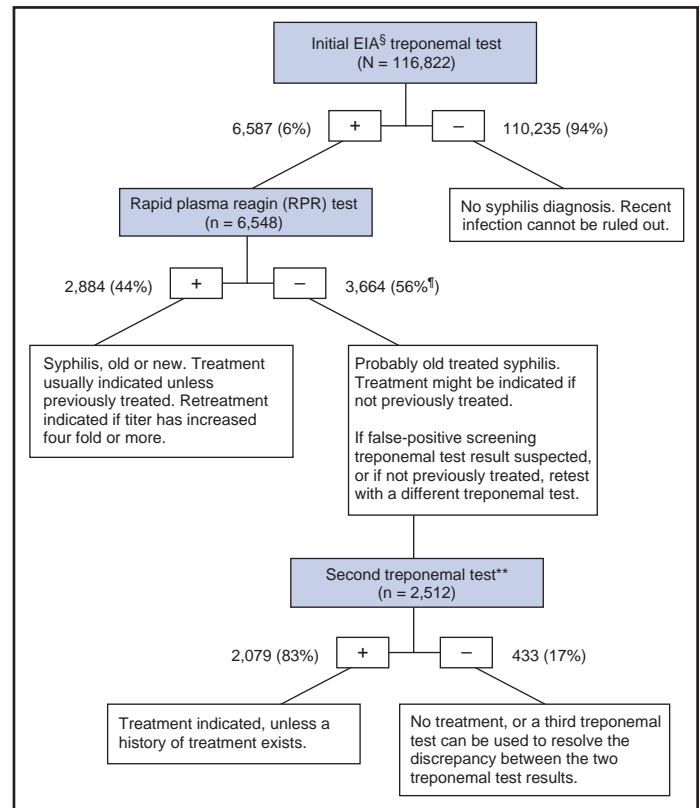 Initial EIA§ treponemal test
(N = 116,822)
6,587 (6%)
+
–
110,235 (94%)
Rapid plasma reagin (RPR) test
(n = 6,548)
No syphilis diagnosis. Recent
infection cannot be ruled out.
2,884 (44%)
+
–
3,664 (56%¶)
Syphilis, old or new. Treatment
usually indicated unless
previously treated. Retreatment
indicated if titer has increased
four fold or more.
Probably old treated syphilis.
Treatment might be indicated if
not previously treated.
If false-positive screening
treponemal test result suspected,
or if not previously treated, retest
with a different treponemal test.
Second treponemal test**
(n = 2,512)
2,079 (83%)
+
–
433 (17%)
Treatment indicated, unless a
history of treatment exists.
No treatment, or a third treponemal
test can be used to resolve the
discrepancy between the two
treponemal test results.